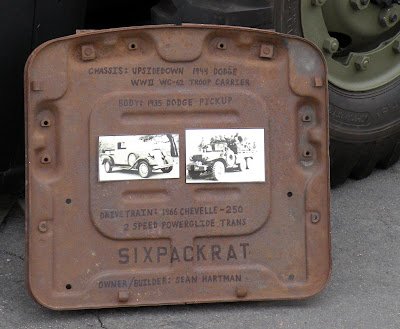 CHASSIS: UPSIDEDOWN 1944 DODGE
WWII WC-42 TROOP CARRIER
BODY: 1935 DODGE PICKUP
DRIVETRAIN: 1966 CHEVELLE-250
2 SPEED POWERGLIDE TRANS
SIXPACKRAT
OWNER/BUILDER: SEAN HARTMAN